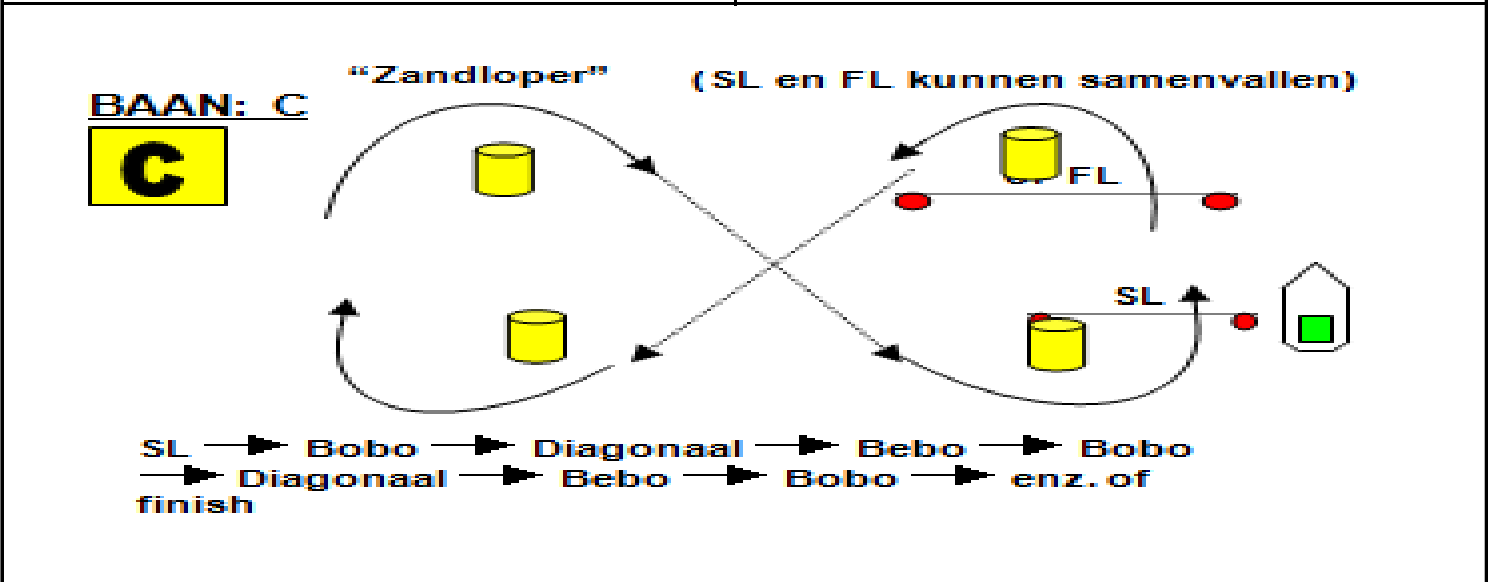 “Zandloper”
(SL en FL kunnen samenvallen)
BAAN: C
C
FL
SL
SL Bobo Diagonaal Bebo Bobo
Diagonaal Bebo Bobo enz. of
finish